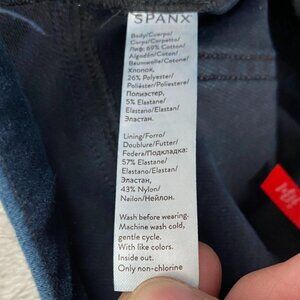 SPANX
Body/Cuerpo/
Corps/Corpetto/
Лиф: 69% Cotton/
Algodón/Coton/
Baumwolle/Cotone/
Хлопок,
26% Polyester/
Poliéster/Poliestere/
Полиэстер,
5% Elastane/
Elastano/Elastan/
Эластан.
Lining/Forro/
Doublure/Futter/
Federa/Подкладка:
57% Elastane/
Elastano/Elastan/
Эластан,
43% Nylon/
Nailon/Нейлон.
Wash before wearing.
Machine wash cold,
gentle cycle.
With like colors.
Inside out.
Only non-chlorine